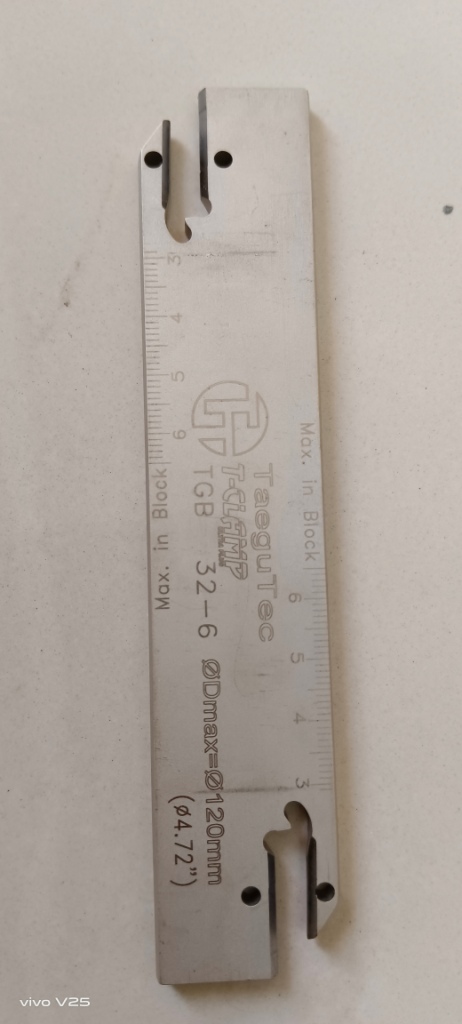 TaeguTec
T-CLAMP
TGB 32-6 ØDmax=Ø120mm
(Ø4.72")
Max. in Block
6
5
4
3
3
4
5
6
Max. in Block
vivo V25